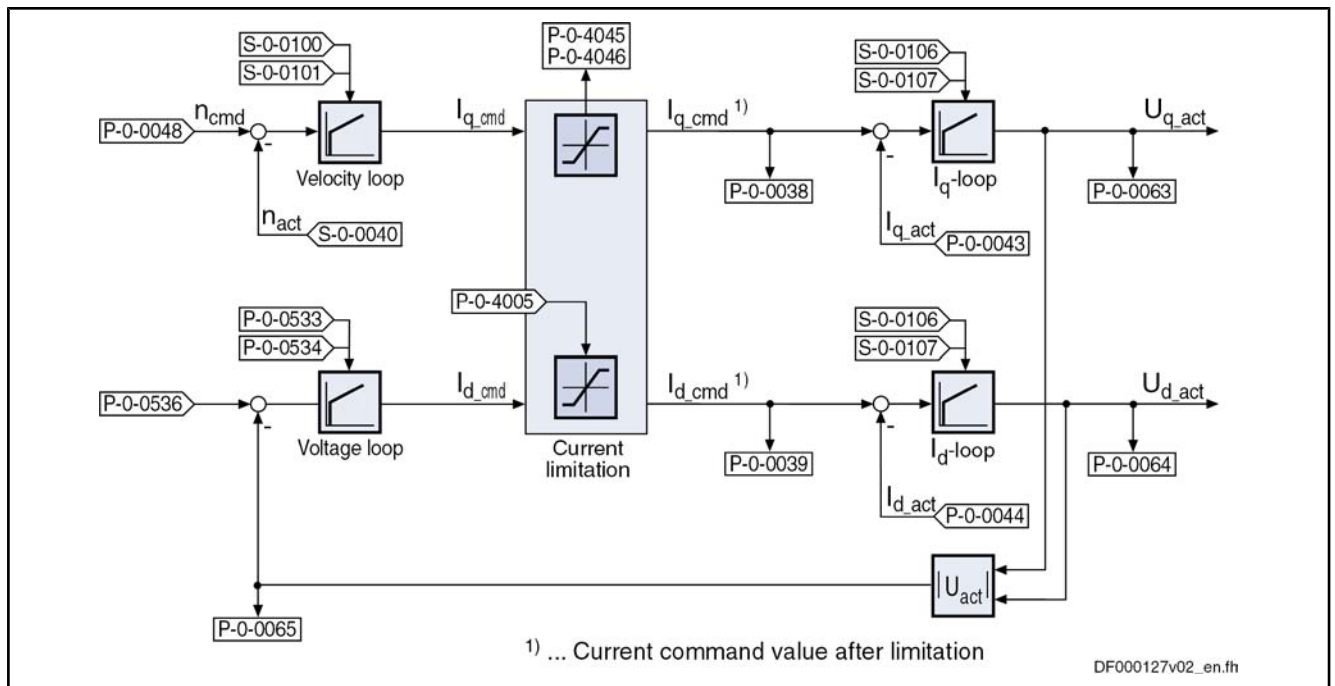 P-0-4045
P-0-4046
S-0-0100
S-0-0101
S-0-0106
S-0-0107
n_cmd
I_q_cmd
I_q_cmd 1)
U_q_act
P-0-0048
-
-
Velocity loop
I_q-loop
P-0-0038
P-0-0063
n_act
S-0-0040
I_q_act
P-0-0043
P-0-4005
P-0-0533
P-0-0534
S-0-0106
S-0-0107
I_d_cmd
I_d_cmd 1)
U_d_act
P-0-0536
-
-
Voltage loop
Current
limitation
I_d-loop
P-0-0039
P-0-0064
I_d_act
P-0-0044
|U_act|
P-0-0065
1) ... Current command value after limitation
DF000127v02_en.fh